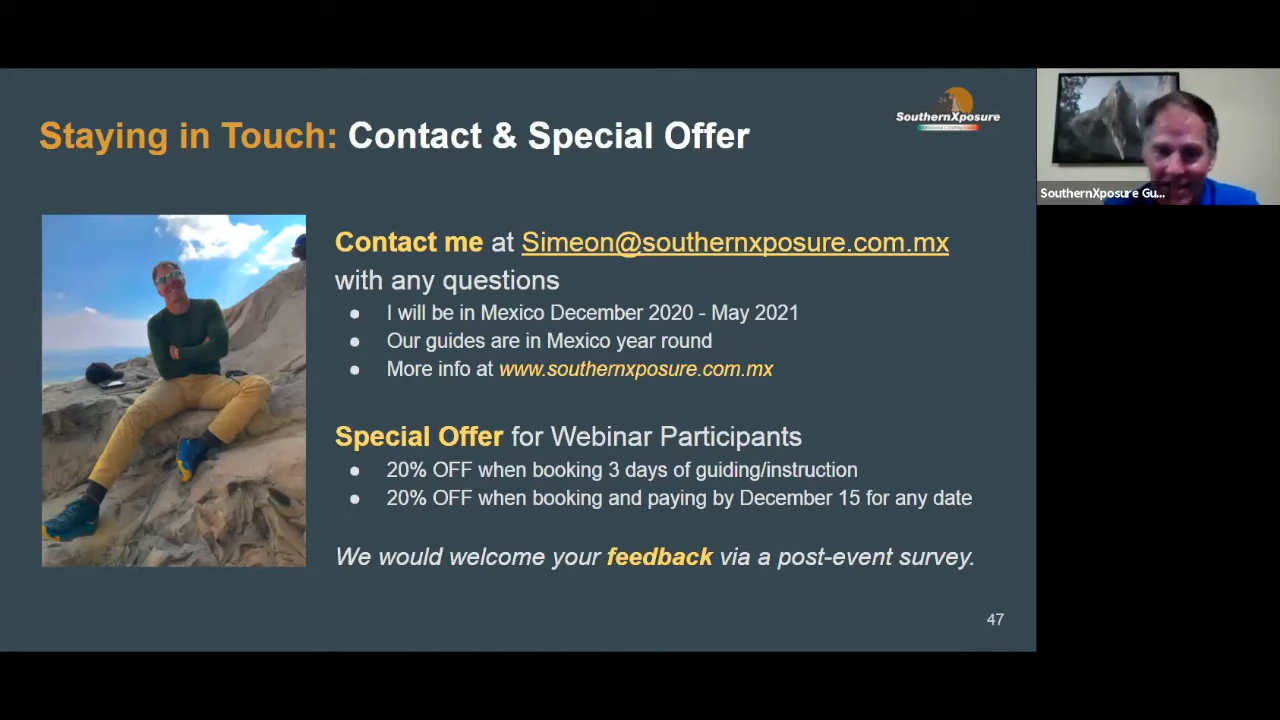 Staying in Touch: Contact & Special Offer
SouthernXposure
SouthernXposure Gu...
Contact me at Simeon@southernxposure.com.mx
with any questions
● I will be in Mexico December 2020 - May 2021
● Our guides are in Mexico year round
● More info at www.southernxposure.com.mx
Special Offer for Webinar Participants
● 20% OFF when booking 3 days of guiding/instruction
● 20% OFF when booking and paying by December 15 for any date
We would welcome your feedback via a post-event survey.
47